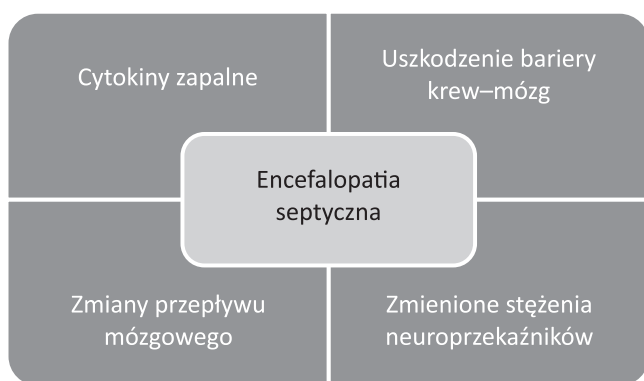 Cytokiny zapalne
Uszkodzenie bariery
krew–mózg
Encefalopatia
septyczna
Zmiany przepływu
mózgowego
Zmienione stężenia
neuroprzekaźników